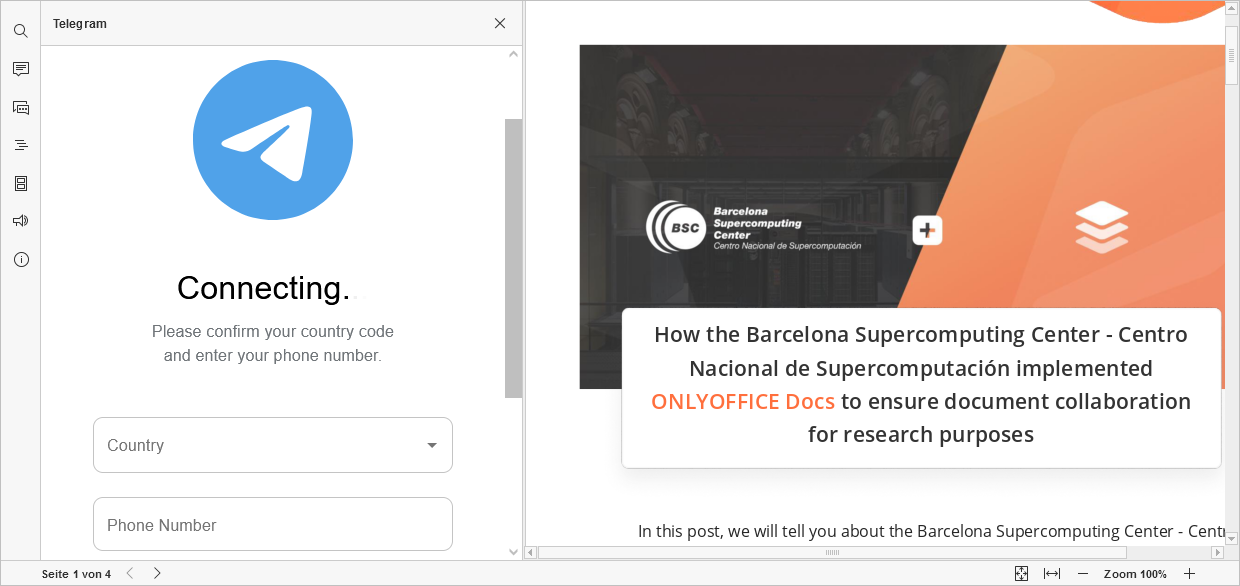 Telegram
Connecting...
Please confirm your country code
and enter your phone number.
Country
Phone Number
BSC
Barcelona
Supercomputing
Center
Centro Nacional de Supercomputación
How the Barcelona Supercomputing Center - Centro
Nacional de Supercomputación implemented
ONLYOFFICE Docs to ensure document collaboration
for research purposes
In this post, we will tell you about the Barcelona Supercomputing Center - Cent
Seite 1 von 4
Zoom 100%